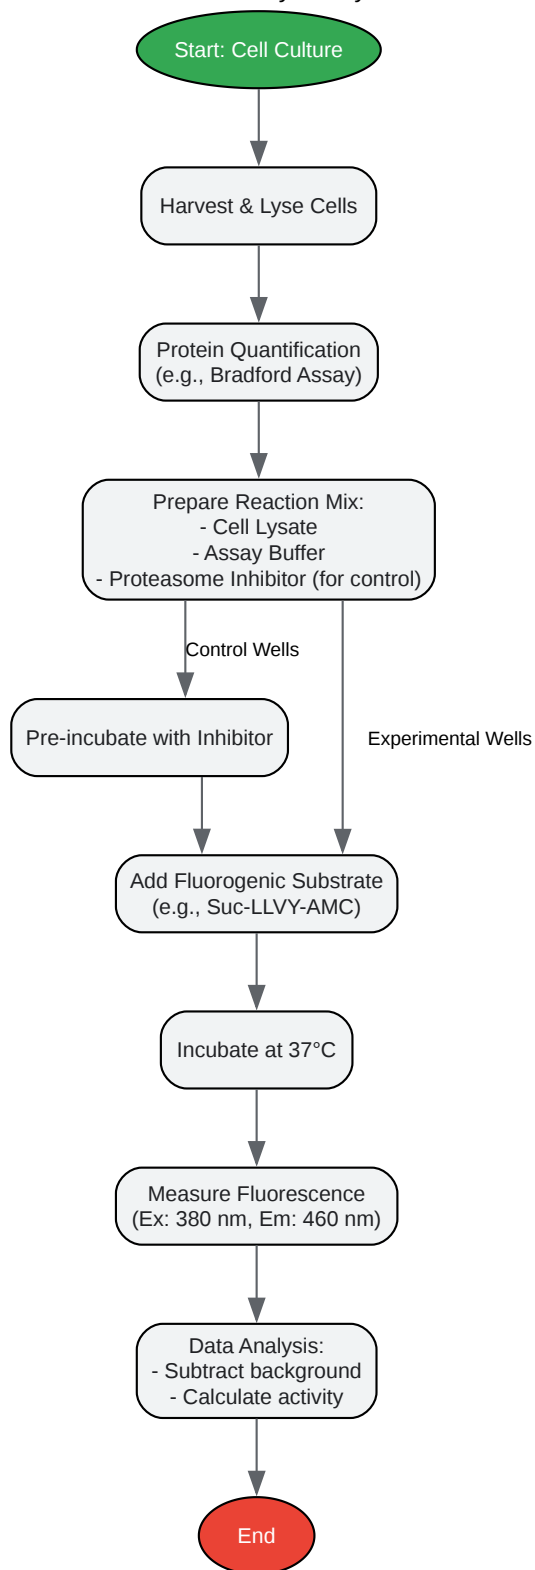 Start: Cell Culture
Harvest & Lyse Cells
Protein Quantification
(e.g., Bradford Assay)
Prepare Reaction Mix:
- Cell Lysate
- Assay Buffer
- Proteasome Inhibitor (for control)
Control Wells
Pre-incubate with Inhibitor
Experimental Wells
Add Fluorogenic Substrate
(e.g., Suc-LLVY-AMC)
Incubate at 37°C
Measure Fluorescence
(Ex: 380 nm, Em: 460 nm)
Data Analysis:
- Subtract background
- Calculate activity
End